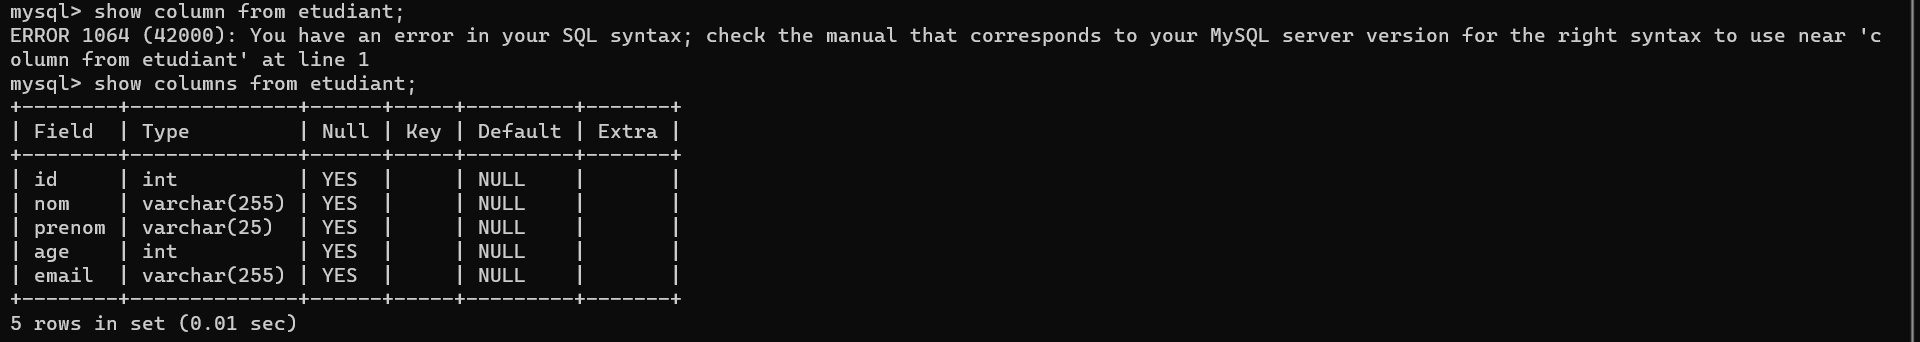 mysql> show column from etudiant;
ERROR 1064 (42000): You have an error in your SQL syntax; check the manual that corresponds to your MySQL server version for the right syntax to use near 'c
olumn from etudiant' at line 1
mysql> show columns from etudiant;
+--------+--------------+------+-----+---------+-------+
| Field  | Type         | Null | Key | Default | Extra |
+--------+--------------+------+-----+---------+-------+
| id     | int          | YES  |     | NULL    |       |
| nom    | varchar(255) | YES  |     | NULL    |       |
| prenom | varchar(25)  | YES  |     | NULL    |       |
| age    | int          | YES  |     | NULL    |       |
| email  | varchar(255) | YES  |     | NULL    |       |
+--------+--------------+------+-----+---------+-------+
5 rows in set (0.01 sec)